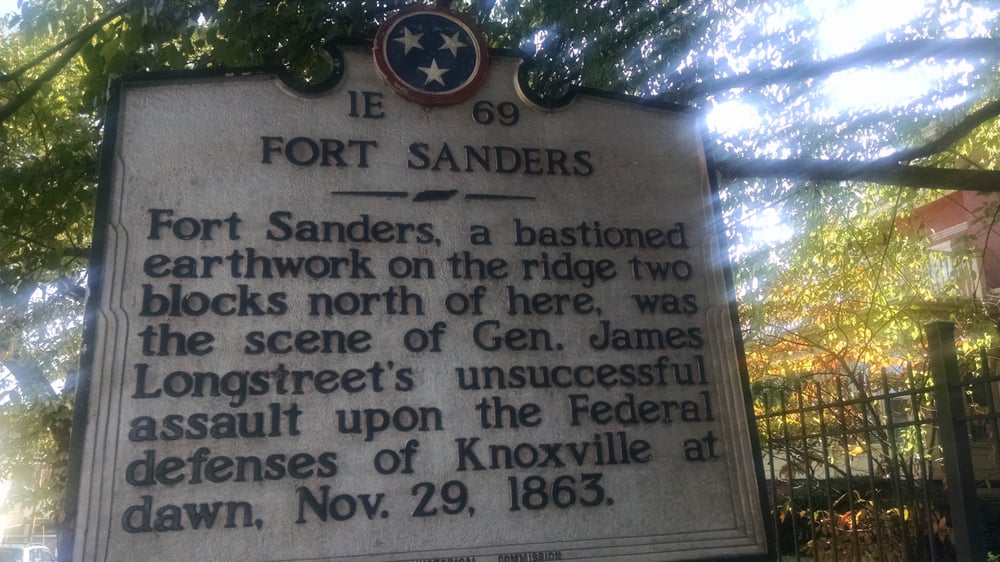 IE 69
FORT SANDERS
Fort Sanders, a bastioned
earthwork on the ridge two
blocks north of here, was
the scene of Gen. James
Longstreet's unsuccessful
assault upon the Federal
defenses of Knoxville at
dawn, Nov. 29, 1863.
COMMISSION